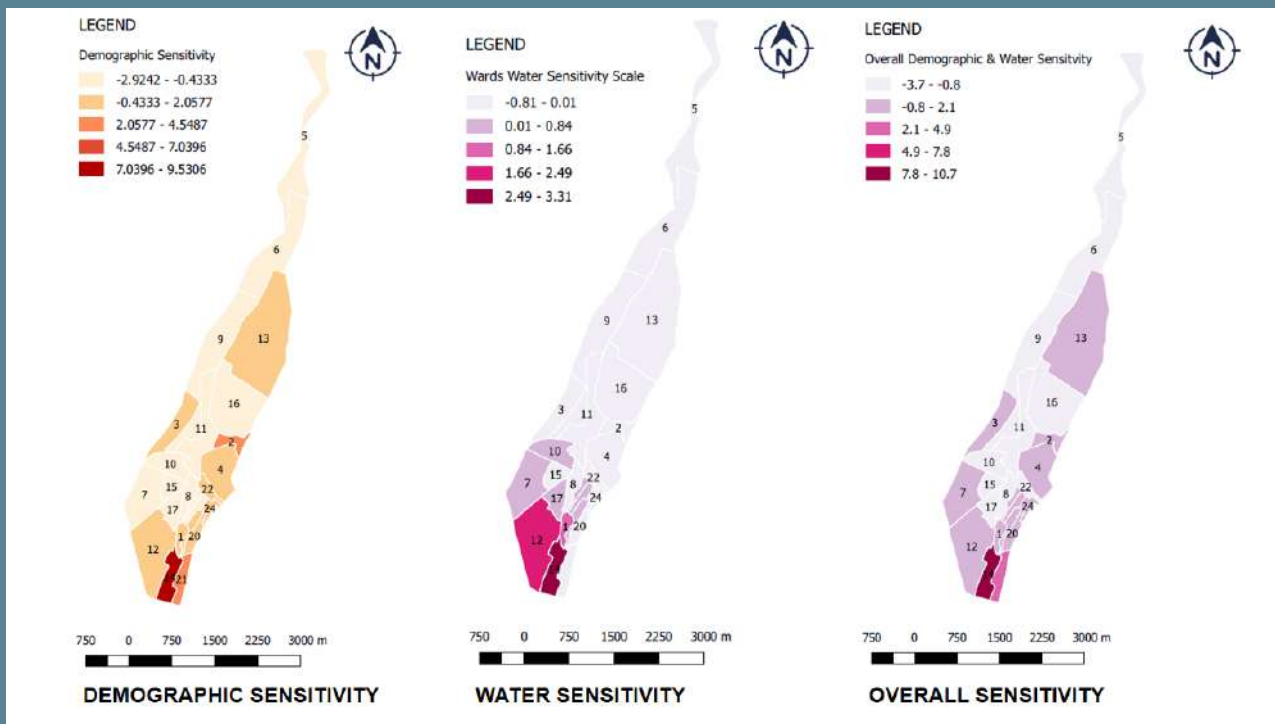 LEGEND
Demographic Sensitivity
-2.9242 - -0.4333
-0.4333 - 2.0577
2.0577 - 4.5487
4.5487 - 7.0396
7.0396 - 9.5306
N
5
6
13
9
16
3
11
2
10
4
15
22
7
8
17
24
1
20
12
21
750 0 750 1500 2250 3000 m
DEMOGRAPHIC SENSITIVITY
LEGEND
Wards Water Sensitivity Scale
-0.81 - 0.01
0.01 - 0.84
0.84 - 1.66
1.66 - 2.49
2.49 - 3.31
N
5
6
9
13
16
3
11
2
10
4
15
22
7
8
17
24
1
20
12
750 0 750 1500 2250 3000 m
WATER SENSITIVITY
LEGEND
Overall Demographic & Water Sensitivity
-3.7 - -0.8
-0.8 - 2.1
2.1 - 4.9
4.9 - 7.8
7.8 - 10.7
N
5
6
13
9
16
3
11
2
10
4
15
22
7
8
17
24
1
20
12
750 0 750 1500 2250 3000 m
OVERALL SENSITIVITY